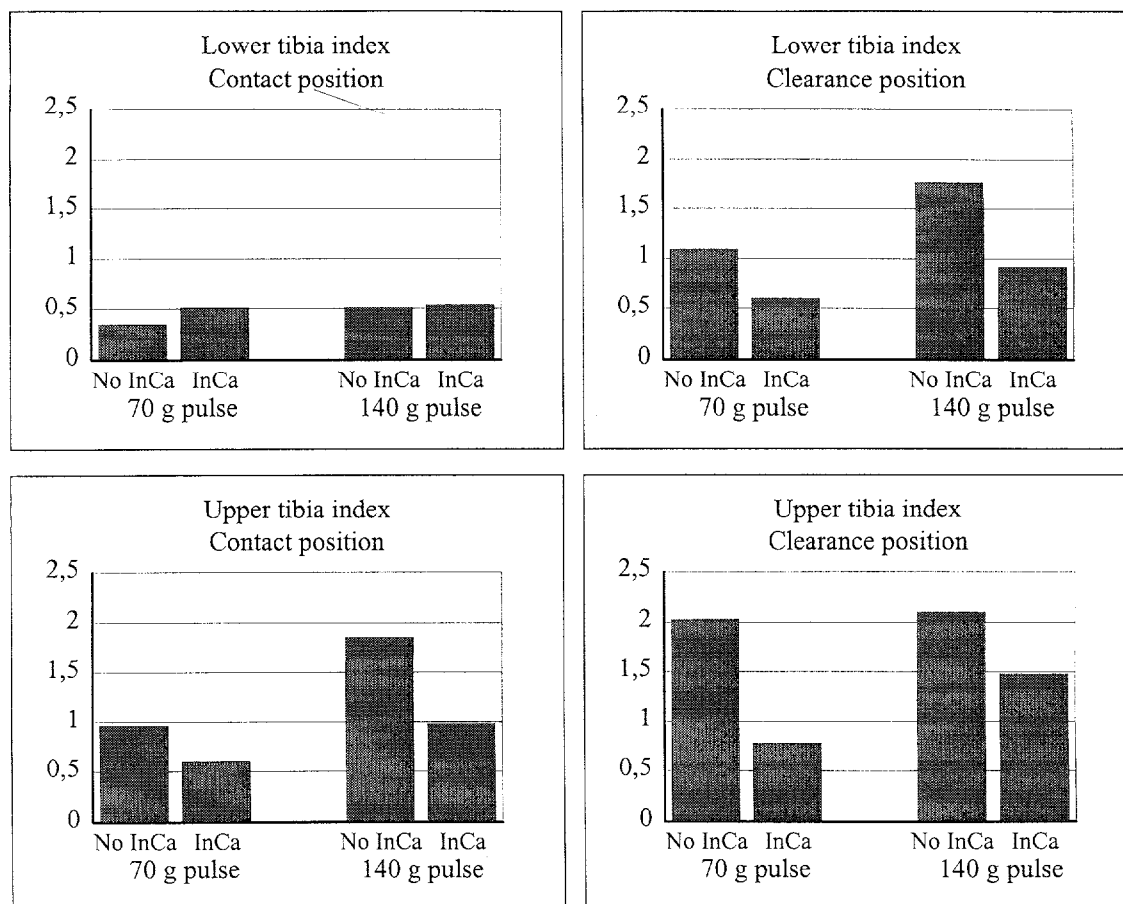 Lower tibia index
Contact position
2,5
2
1,5
1
0,5
0
No InCa InCa No InCa InCa
70 g pulse 140 g pulse
Lower tibia index
Clearance position
2,5
2
1,5
1
0,5
0
No InCa InCa No InCa InCa
70 g pulse 140 g pulse
Upper tibia index
Contact position
2,5
2
1,5
1
0,5
0
No InCa InCa No InCa InCa
70 g pulse 140 g pulse
Upper tibia index
Clearance position
2,5
2
1,5
1
0,5
0
No InCa InCa No InCa InCa
70 g pulse 140 g pulse